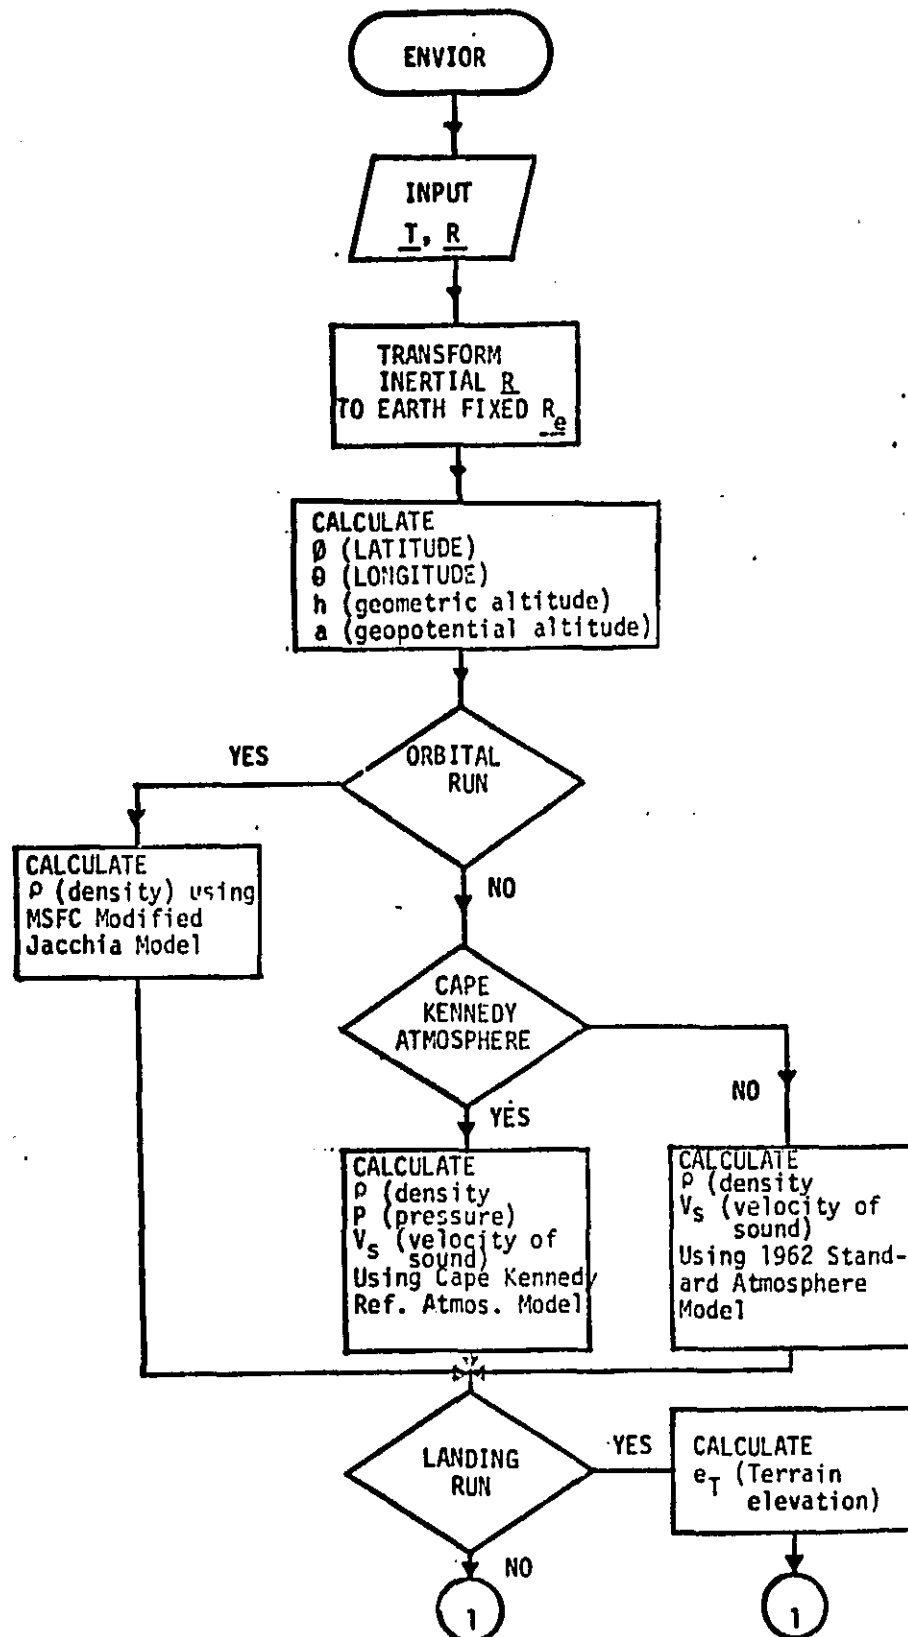 ENVIOR
INPUT
T, R
TRANSFORM
INERTIAL R
TO EARTH FIXED Re
CALCULATE
Ø (LATITUDE)
θ (LONGITUDE)
h (geometric altitude)
a (geopotential altitude)
ORBITAL
RUN
YES
CALCULATE
ρ (density) using
MSFC Modified
Jacchia Model
NO
CAPE
KENNEDY
ATMOSPHERE
YES
CALCULATE
ρ (density
P (pressure)
Vs (velocity of
sound)
Using Cape Kennedy
Ref. Atmos. Model
NO
CALCULATE
ρ (density
Vs (velocity of
sound)
Using 1962 Stand-
ard Atmosphere
Model
LANDING
RUN
YES
CALCULATE
eT (Terrain
elevation)
NO
1
1